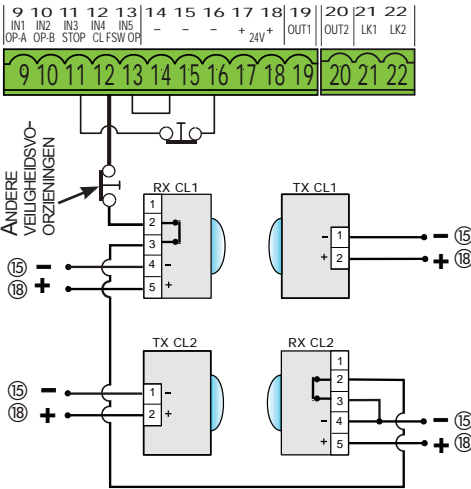 9 10 11 12 13 14 15 16 17 18 19 20 21 22
IN1 IN2 IN3 IN4 IN5 - - - + + OUT1 OUT2 LK1 LK2
OP-A OP-B STOP CL FSW OP 24V
9 10 11 12 13 14 15 16 17 18 19 20 21 22
ANDERE
VEILIGHEIDSVO-
ORZIENINGEN
RX CL1
1
2
3
4 -
5 +
⑮ −
⑱ +
TX CL1
- 1
+ 2
− ⑮
+ ⑱
TX CL2
1 -
2 +
⑮ −
⑱ +
RX CL2
1
2
3
- 4
+ 5
− ⑮
+ ⑱